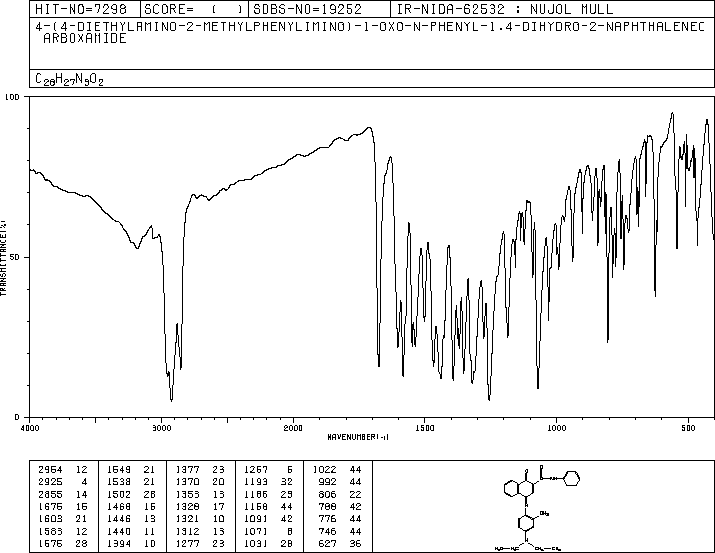 HIT-NO=7298 SCORE= ( ) SDBS-NO=19252 IR-NIDA-62532 : NUJOL MULL
4-(4-DIETHYLAMINO-2-METHYLPHENYLIMINO)-1-OXO-N-PHENYL-1.4-DIHYDRO-2-NAPHTHALENEC
ARBOXAMIDE
C28H27N3O2
100
50
0
TRANSMITTANCE(%)
4000 3000 2000 1500 1000 500
WAVENUMBER(-1)
2964 12 1549 21 1377 23 1257 5 1022 44
2925 4 1538 21 1370 20 1193 32 992 44
2855 14 1502 28 1353 13 1186 23 806 22
1675 15 1468 15 1328 17 1158 44 788 42
1603 21 1446 13 1321 10 1091 42 776 44
1583 12 1440 11 1312 13 1071 8 746 44
1575 28 1394 10 1277 23 1031 28 627 36